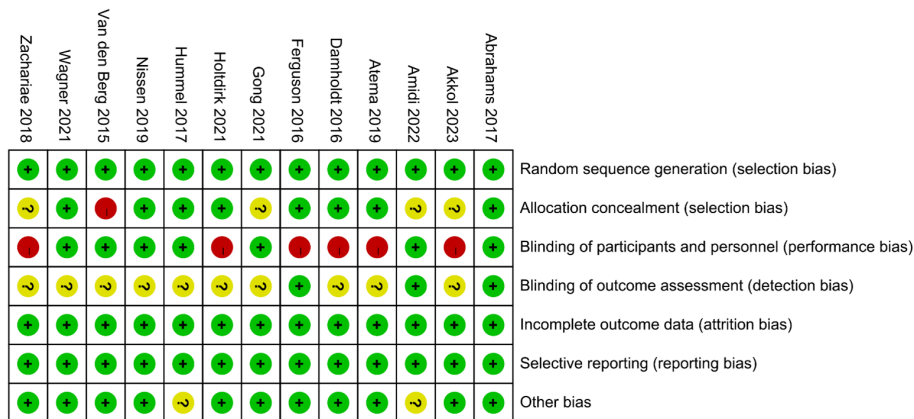 Zachariae 2018
Wagner 2021
Van den Berg 2015
Nissen 2019
Hummel 2017
Holtdirk 2021
Gong 2021
Ferguson 2016
Damholdt 2016
Atema 2019
Amidi 2022
Akkol 2023
Abrahams 2017
+ + + + + + + + + + + + + Random sequence generation (selection bias)
? + - + + + ? + + + ? ? + Allocation concealment (selection bias)
- + + + + - + - - - + - + Blinding of participants and personnel (performance bias)
? ? ? ? ? ? ? + ? ? + ? + Blinding of outcome assessment (detection bias)
+ + + + + + + + + + + + + Incomplete outcome data (attrition bias)
+ + + + + + + + + + + + + Selective reporting (reporting bias)
+ + + + ? + + + + + ? + + Other bias